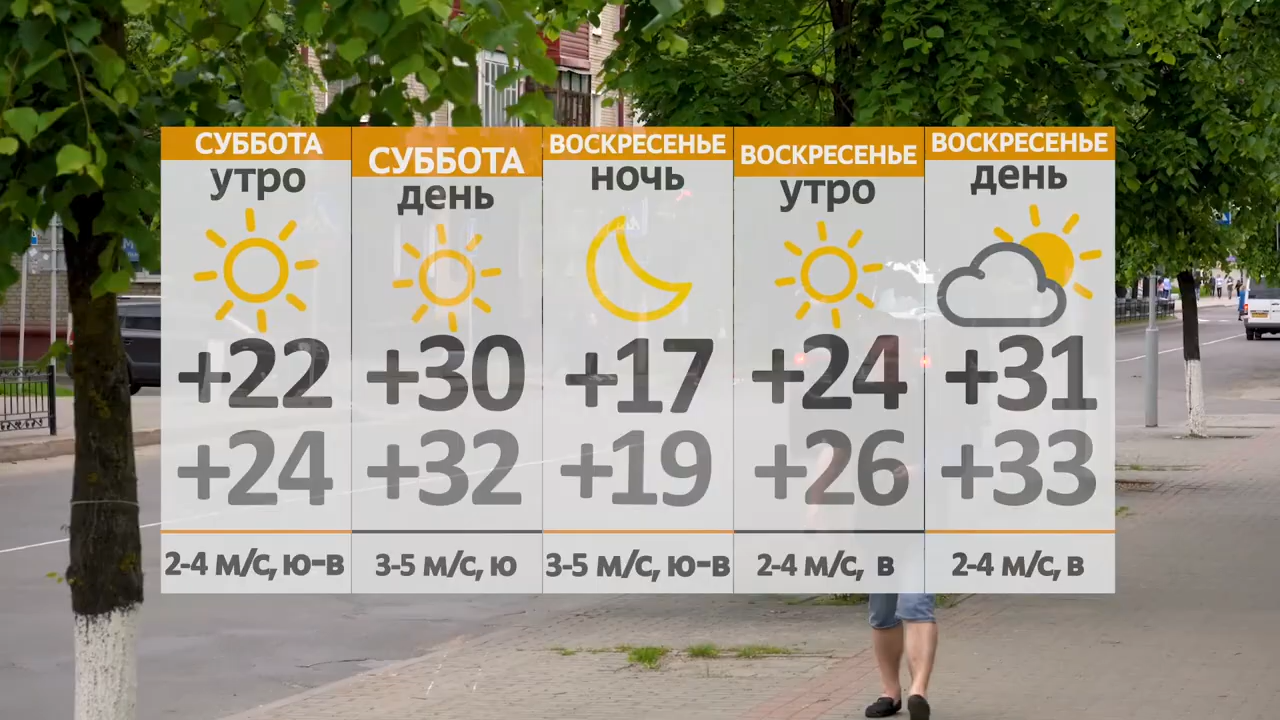 СУББОТА
утро
+22
+24
2-4 м/с, ю-в
СУББОТА
день
+30
+32
3-5 м/с, ю
ВОСКРЕСЕНЬЕ
ночь
+17
+19
3-5 м/с, ю-в
ВОСКРЕСЕНЬЕ
утро
+24
+26
2-4 м/с, в
ВОСКРЕСЕНЬЕ
день
+31
+33
2-4 м/с, в